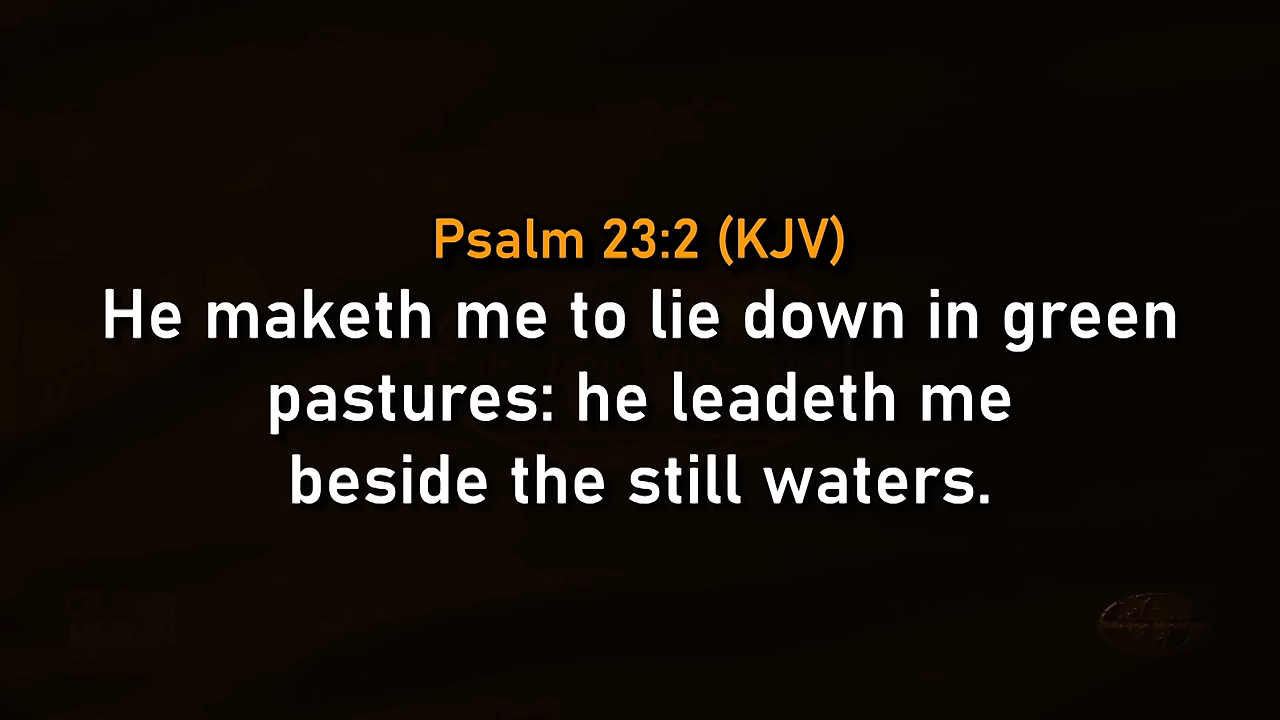 Psalm 23:2 (KJV)
He maketh me to lie down in green
pastures: he leadeth me
beside the still waters.